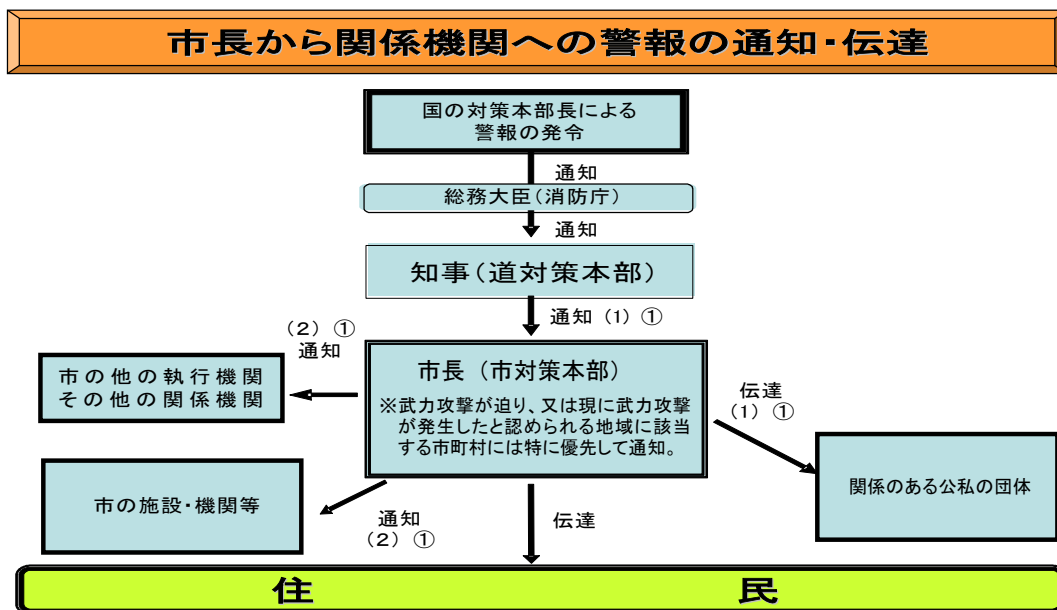 市長から関係機関への警報の通知・伝達
国の対策本部長による
警報の発令
通知
総務大臣(消防庁)
通知
知事(道対策本部)
通知(1)①
(2)①
通知
市の他の執行機関
その他の関係機関
市長(市対策本部)
※武力攻撃が迫り、又は現に武力攻撃
が発生したと認められる地域に該当
する市町村には特に優先して通知。
伝達
(1)①
関係のある公私の団体
市の施設・機関等
通知
(2)①
伝達
住 民